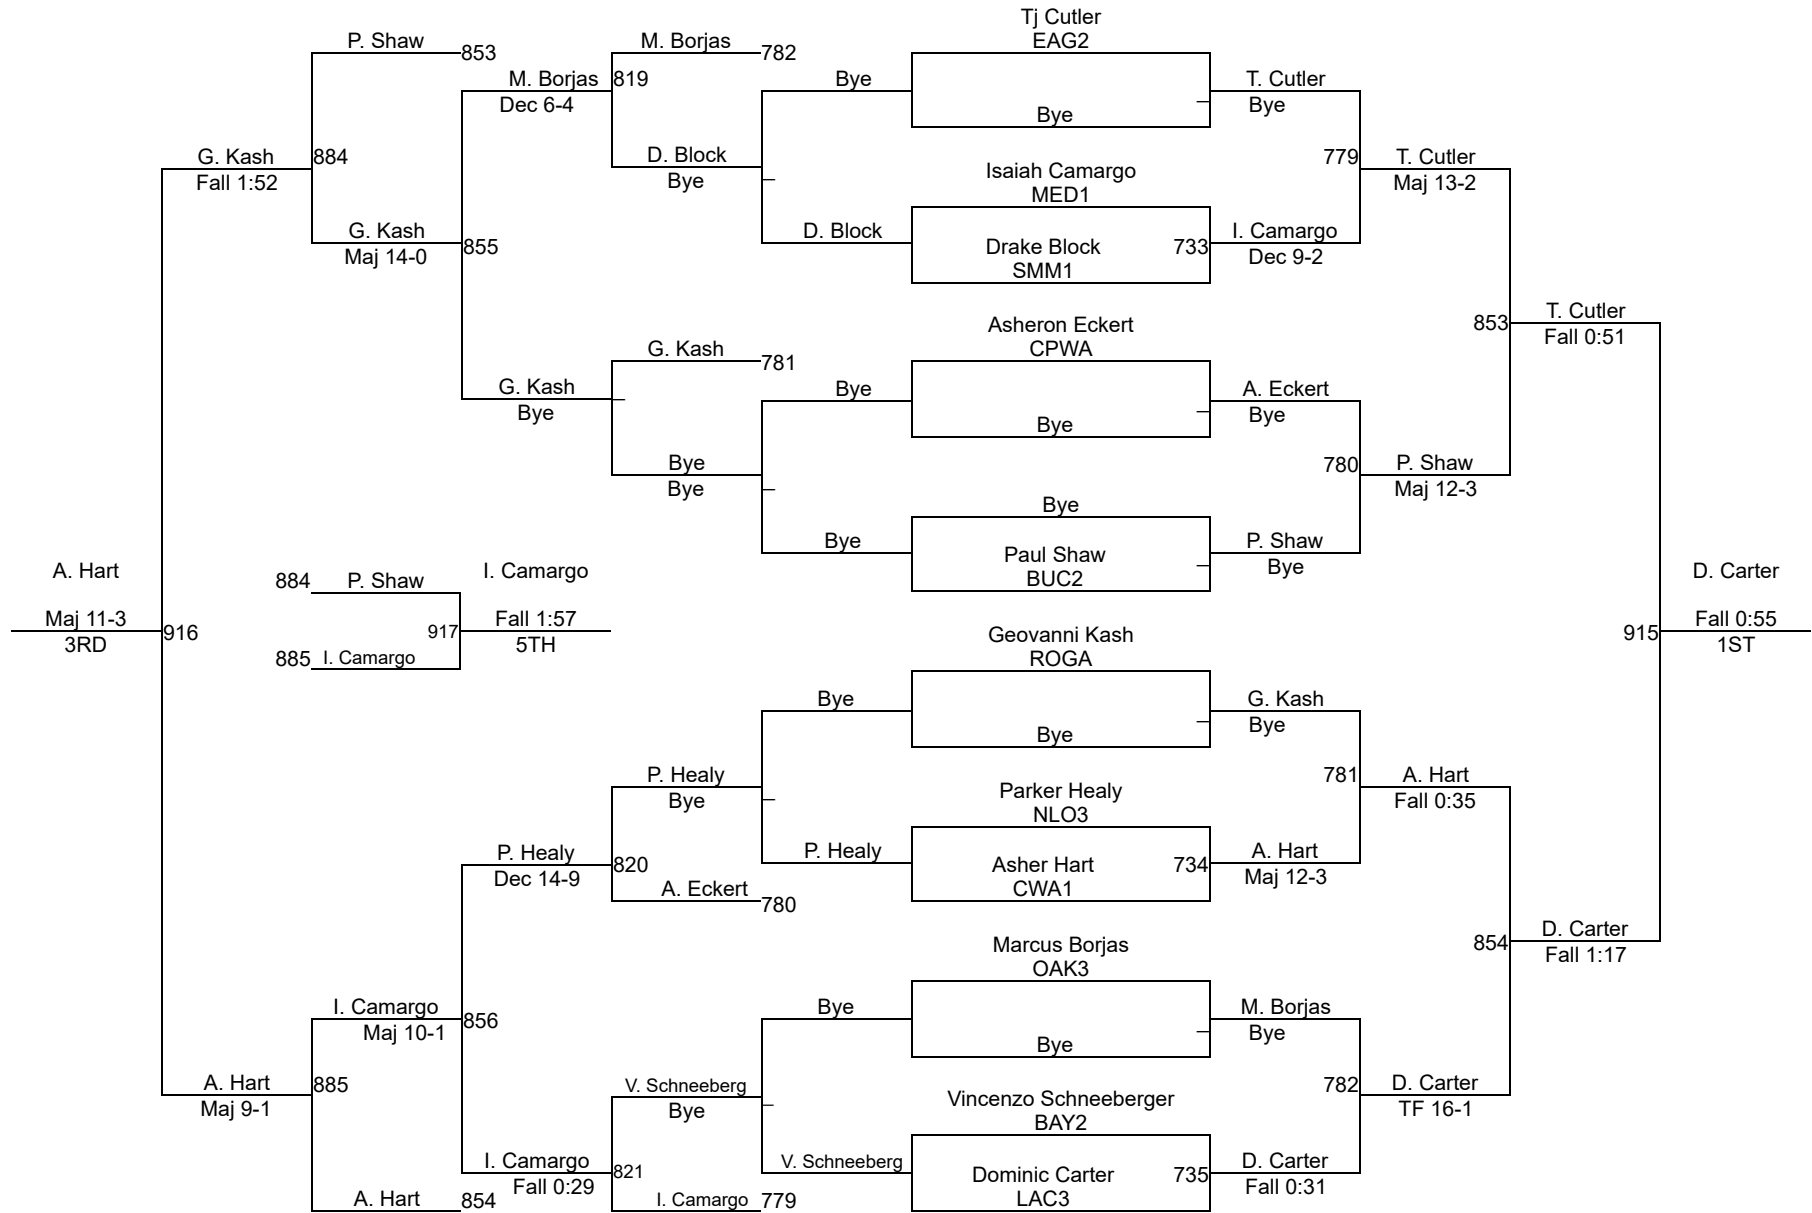 Tj Cutler
EAG2
P. Shaw
853
M. Borjas
782
M. Borjas
819
Dec 6-4
Bye
Bye
T. Cutler
Bye
D. Block
Bye
G. Kash
884
Fall 1:52
779
T. Cutler
Maj 13-2
Isaiah Camargo
MED1
G. Kash
855
Maj 14-0
D. Block
Drake Block
SMM1
733
I. Camargo
Dec 9-2
Asheron Eckert
CPWA
853
T. Cutler
Fall 0:51
G. Kash
781
G. Kash
Bye
Bye
Bye
A. Eckert
Bye
Bye
Bye
780
P. Shaw
Maj 12-3
Bye
Bye
Paul Shaw
BUC2
P. Shaw
Bye
A. Hart
Maj 11-3
3RD
916
884
P. Shaw
885
I. Camargo
917
I. Camargo
Fall 1:57
5TH
D. Carter
915
Fall 0:55
1ST
Geovanni Kash
ROGA
Bye
Bye
G. Kash
Bye
P. Healy
Bye
781
A. Hart
Fall 0:35
Parker Healy
NLO3
P. Healy
820
Dec 14-9
P. Healy
Asher Hart
CWA1
734
A. Hart
Maj 12-3
A. Eckert
780
Marcus Borjas
OAK3
854
D. Carter
Fall 1:17
I. Camargo
856
Maj 10-1
Bye
Bye
M. Borjas
Bye
A. Hart
885
Maj 9-1
V. Schneeberg
Bye
782
D. Carter
TF 16-1
Vincenzo Schneeberger
BAY2
I. Camargo
821
Fall 0:29
V. Schneeberg
Dominic Carter
LAC3
735
D. Carter
Fall 0:31
A. Hart
854
I. Camargo
779